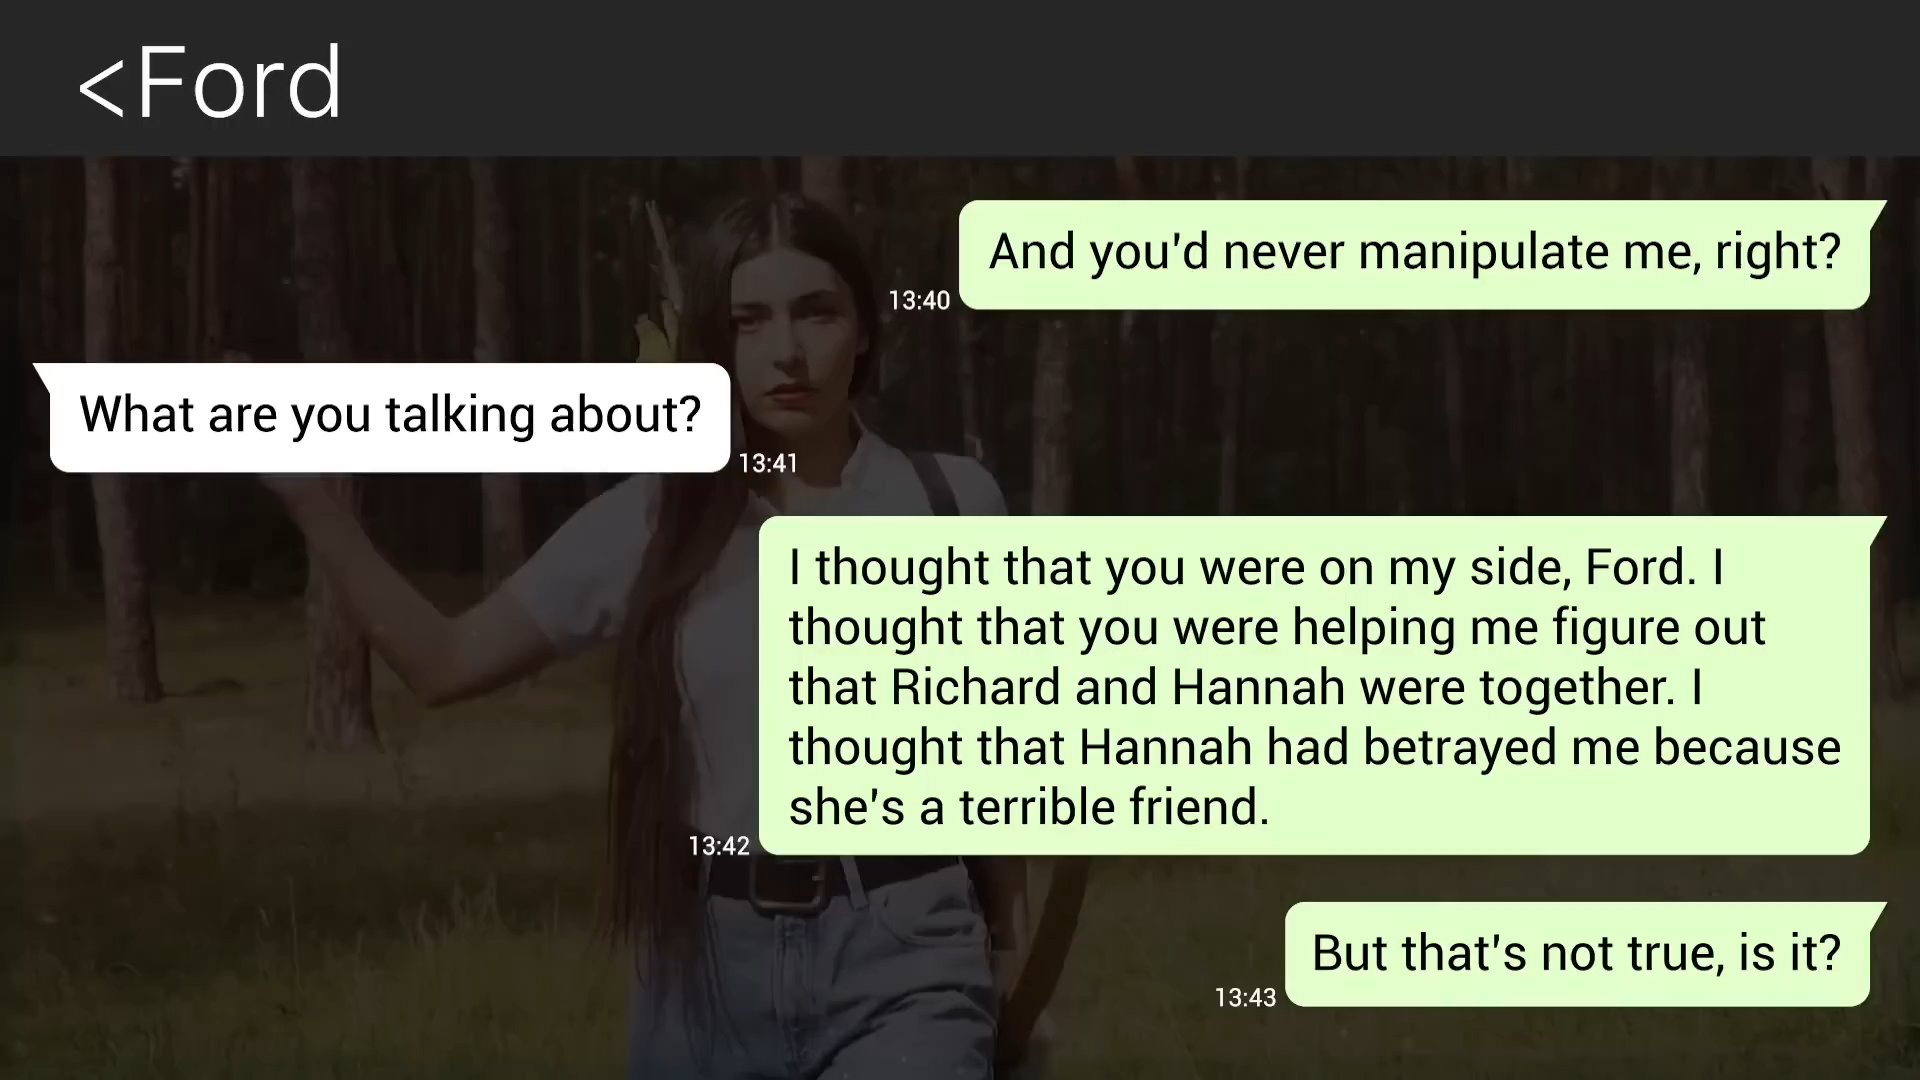 <Ford
And you'd never manipulate me, right?
13:40
What are you talking about?
13:41
I thought that you were on my side, Ford. I
thought that you were helping me figure out
that Richard and Hannah were together. I
thought that Hannah had betrayed me because
she's a terrible friend.
13:42
But that's not true, is it?
13:43